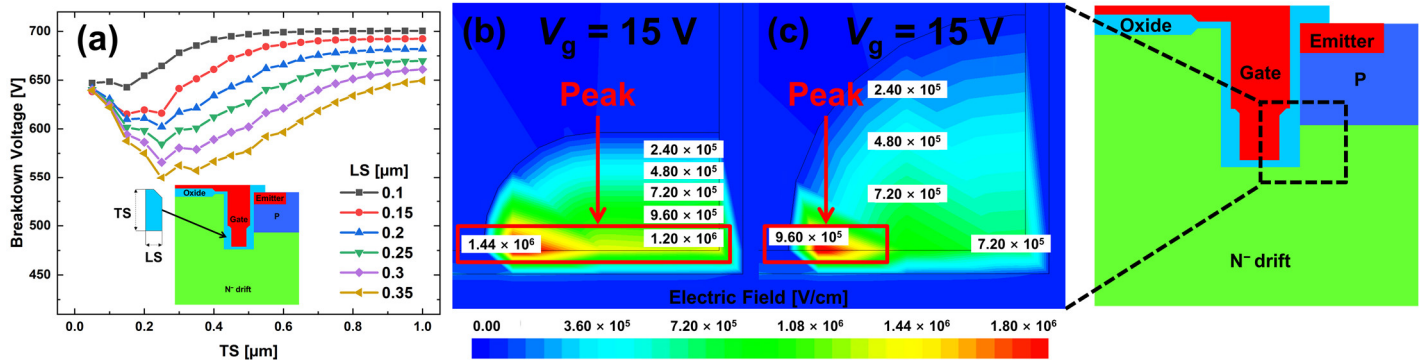 (a)
700
650
600
550
500
450
Breakdown Voltage [V]
0.0 0.2 0.4 0.6 0.8 1.0
TS [µm]
LS [µm]
0.1
0.15
0.2
0.25
0.3
0.35
TS
LS
Oxide
Gate
Emitter
P
N⁻ drift
(b) Vg = 15 V
Peak
2.40 × 10⁵
4.80 × 10⁵
7.20 × 10⁵
9.60 × 10⁵
1.20 × 10⁶
1.44 × 10⁶
(c) Vg = 15 V
Peak
2.40 × 10⁵
4.80 × 10⁵
7.20 × 10⁵
9.60 × 10⁵
7.20 × 10⁵
Electric Field [V/cm]
0.00 3.60 × 10⁵ 7.20 × 10⁵ 1.08 × 10⁶ 1.44 × 10⁶ 1.80 × 10⁶
Oxide
Gate
Emitter
P
N⁻ drift